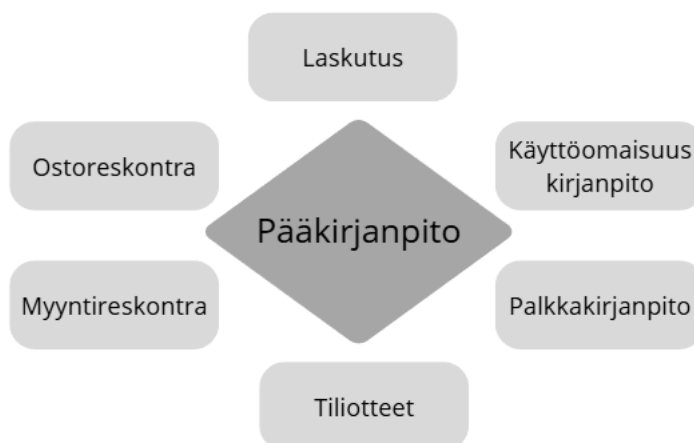 Laskutus
Ostoreskontra
Käyttöomaisuus
kirjanpito
Pääkirjanpito
Myyntireskontra
Palkkakirjanpito
Tiliotteet